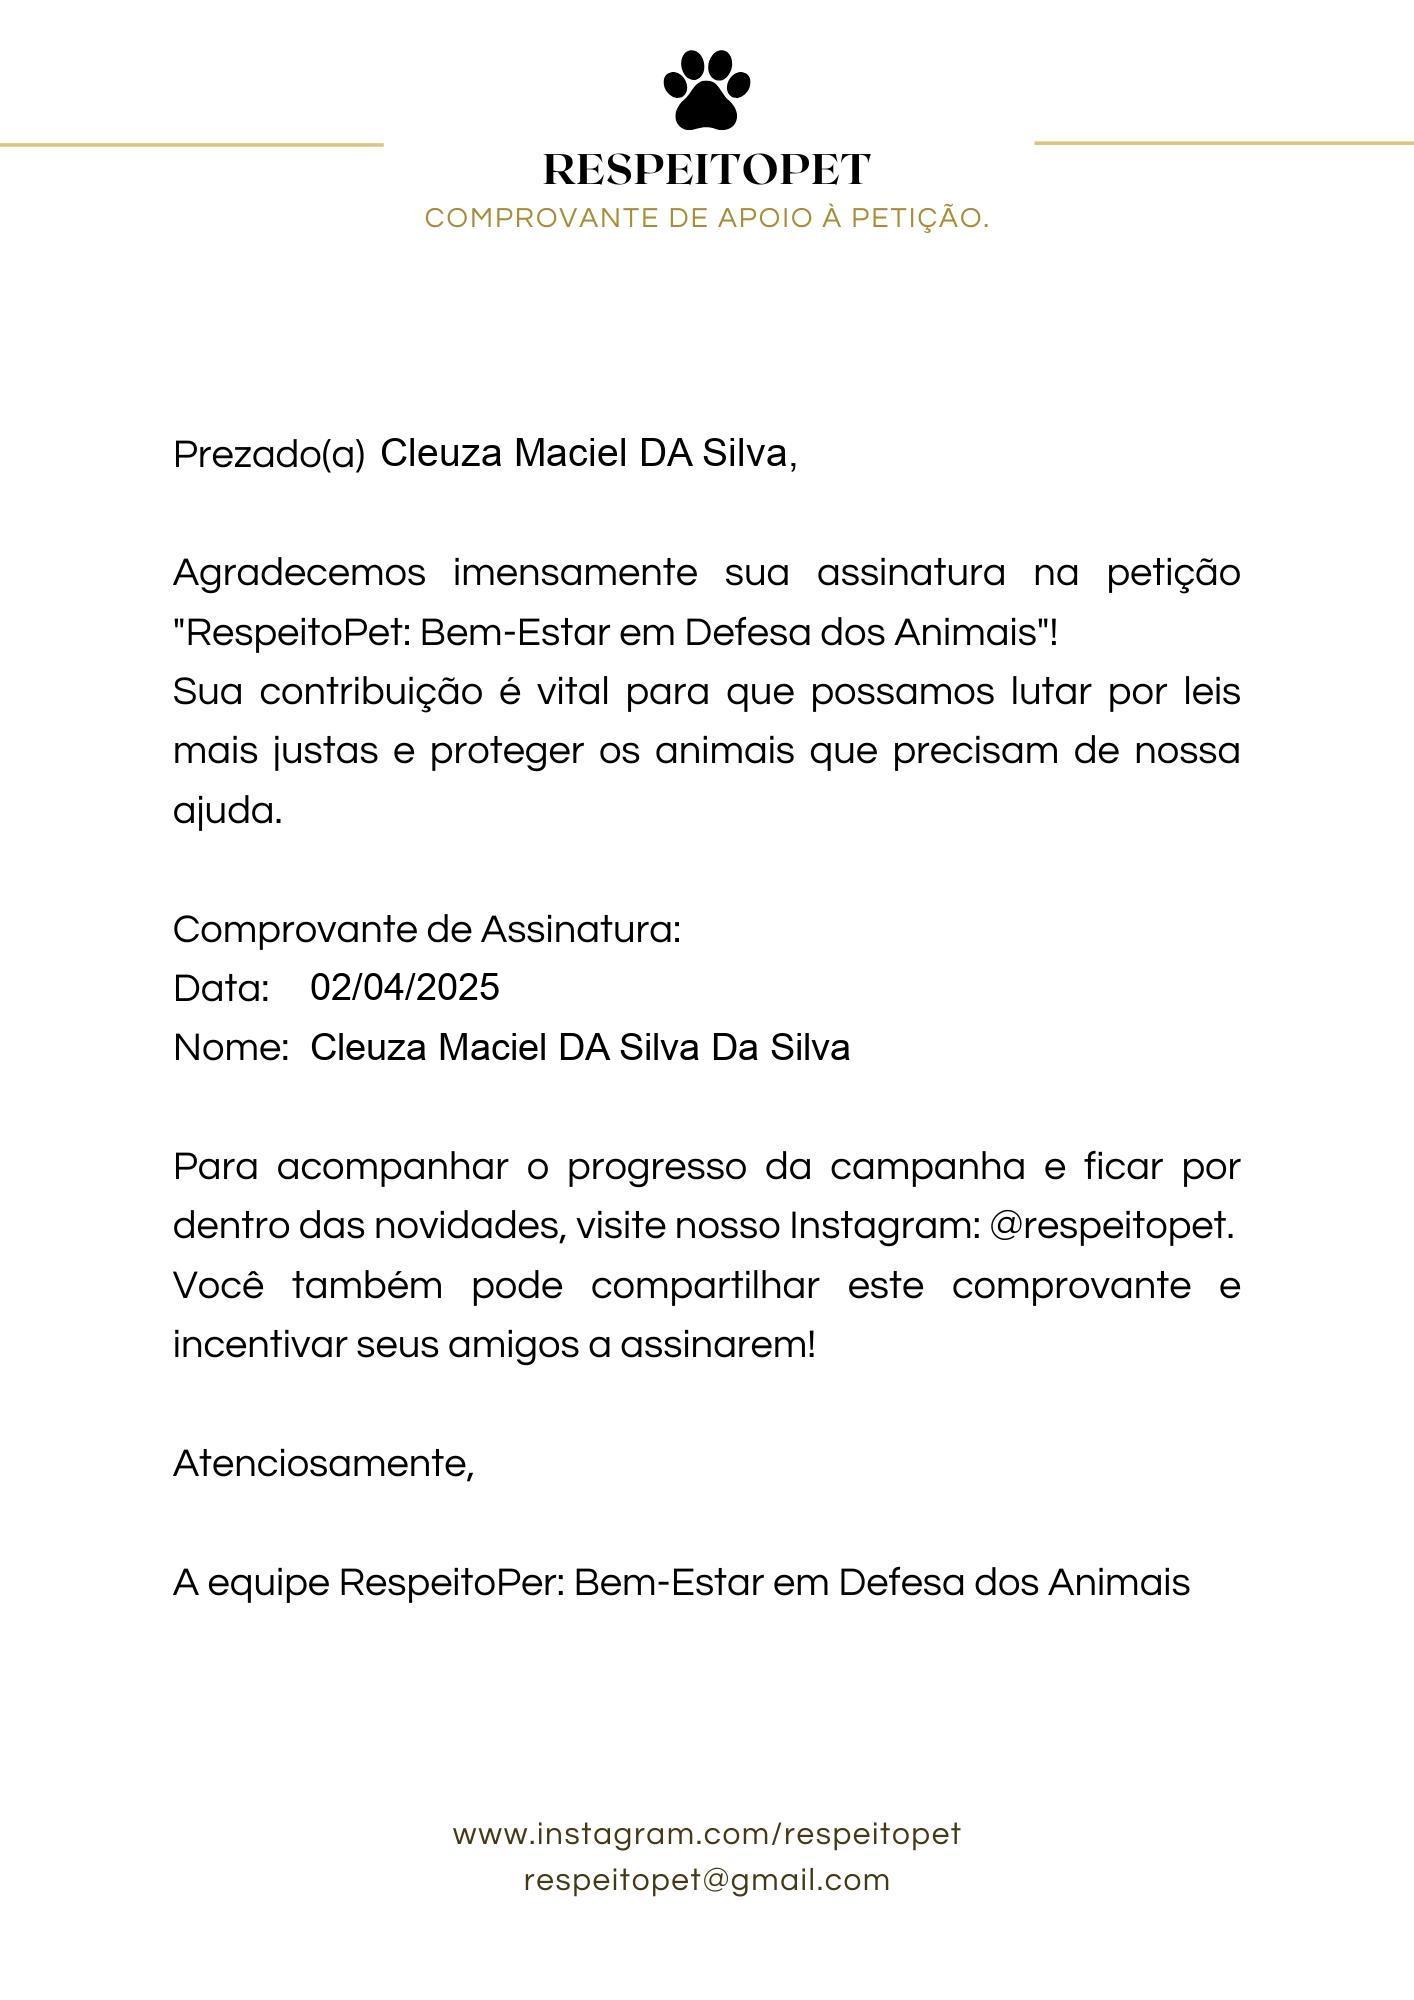 RESPEITOPET
COMPROVANTE DE APOIO À PETIÇÃO.
Prezado(a) Cleuza Maciel DA Silva,
Agradecemos imensamente sua assinatura na petição
"RespeitoPet: Bem-Estar em Defesa dos Animais"!
Sua contribuição é vital para que possamos lutar por leis
mais justas e proteger os animais que precisam de nossa
ajuda.
Comprovante de Assinatura:
Data: 02/04/2025
Nome: Cleuza Maciel DA Silva Da Silva
Para acompanhar o progresso da campanha e ficar por
dentro das novidades, visite nosso Instagram: @respeitopet.
Você também pode compartilhar este comprovante e
incentivar seus amigos a assinarem!
Atenciosamente,
A equipe RespeitoPer: Bem-Estar em Defesa dos Animais
www.instagram.com/respeitopet
respeitopet@gmail.com